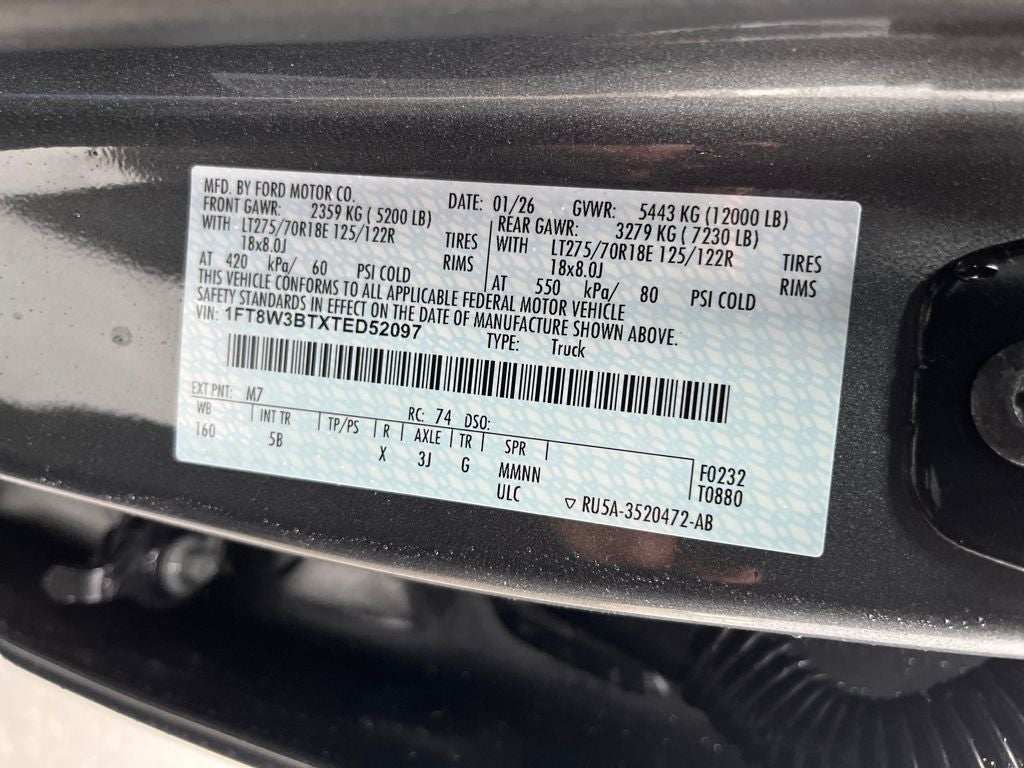 MFD. BY FORD MOTOR CO. DATE: 01/26 GVWR: 5443 KG (12000 LB)
FRONT GAWR: 2359 KG ( 5200 LB) REAR GAWR: 3279 KG ( 7230 LB)
WITH LT275/70R18E 125/122R TIRES WITH LT275/70R18E 125/122R TIRES
18x8.0J RIMS 18x8.0J RIMS
AT 420 kPa/ 60 PSI COLD AT 550 kPa/ 80 PSI COLD
THIS VEHICLE CONFORMS TO ALL APPLICABLE FEDERAL MOTOR VEHICLE
SAFETY STANDARDS IN EFFECT ON THE DATE OF MANUFACTURE SHOWN ABOVE.
VIN: 1FT8W3BTXTED52097 TYPE: Truck
EXT PNT: M7 RC: 74 DSO:
WB INT TR TP/PS R AXLE TR SPR F0232
160 5B X 3J G MMNN T0880
ULC ▽ RU5A-3520472-AB